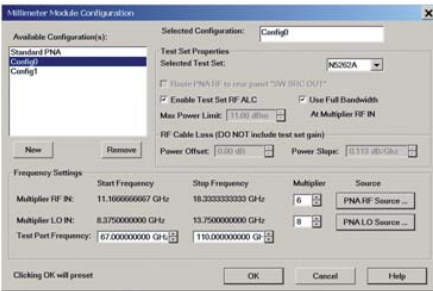 Millimeter Module Configuration
Available Configuration(s):
Standard PNA
Config0
Config1
New
Remove
Selected Configuration: Config0
Test Set Properties
Selected Test Set: N5262A
Route PNA RF to rear panel "SW SRC OUT"
Enable Test Set RF ALC
Use Full Bandwidth
Max Power Limit: 11.00 dBm At Multiplier RF IN
RF Cable Loss (DO NOT include test set gain)
Power Offset: 0.00 dB Power Slope: 0.113 dB/Ghz
Frequency Settings
Start Frequency Stop Frequency Multiplier Source
Multiplier RF IN: 11.1666666667 GHz 18.3333333333 GHz 6 PNA RF Source ...
Multiplier LO IN: 8.3750000000 GHz 13.7500000000 GHz 8 PNA LO Source ...
Test Port Frequency: 67.000000000 GHz 110.000000000 GH
Clicking OK will preset
OK Cancel Help